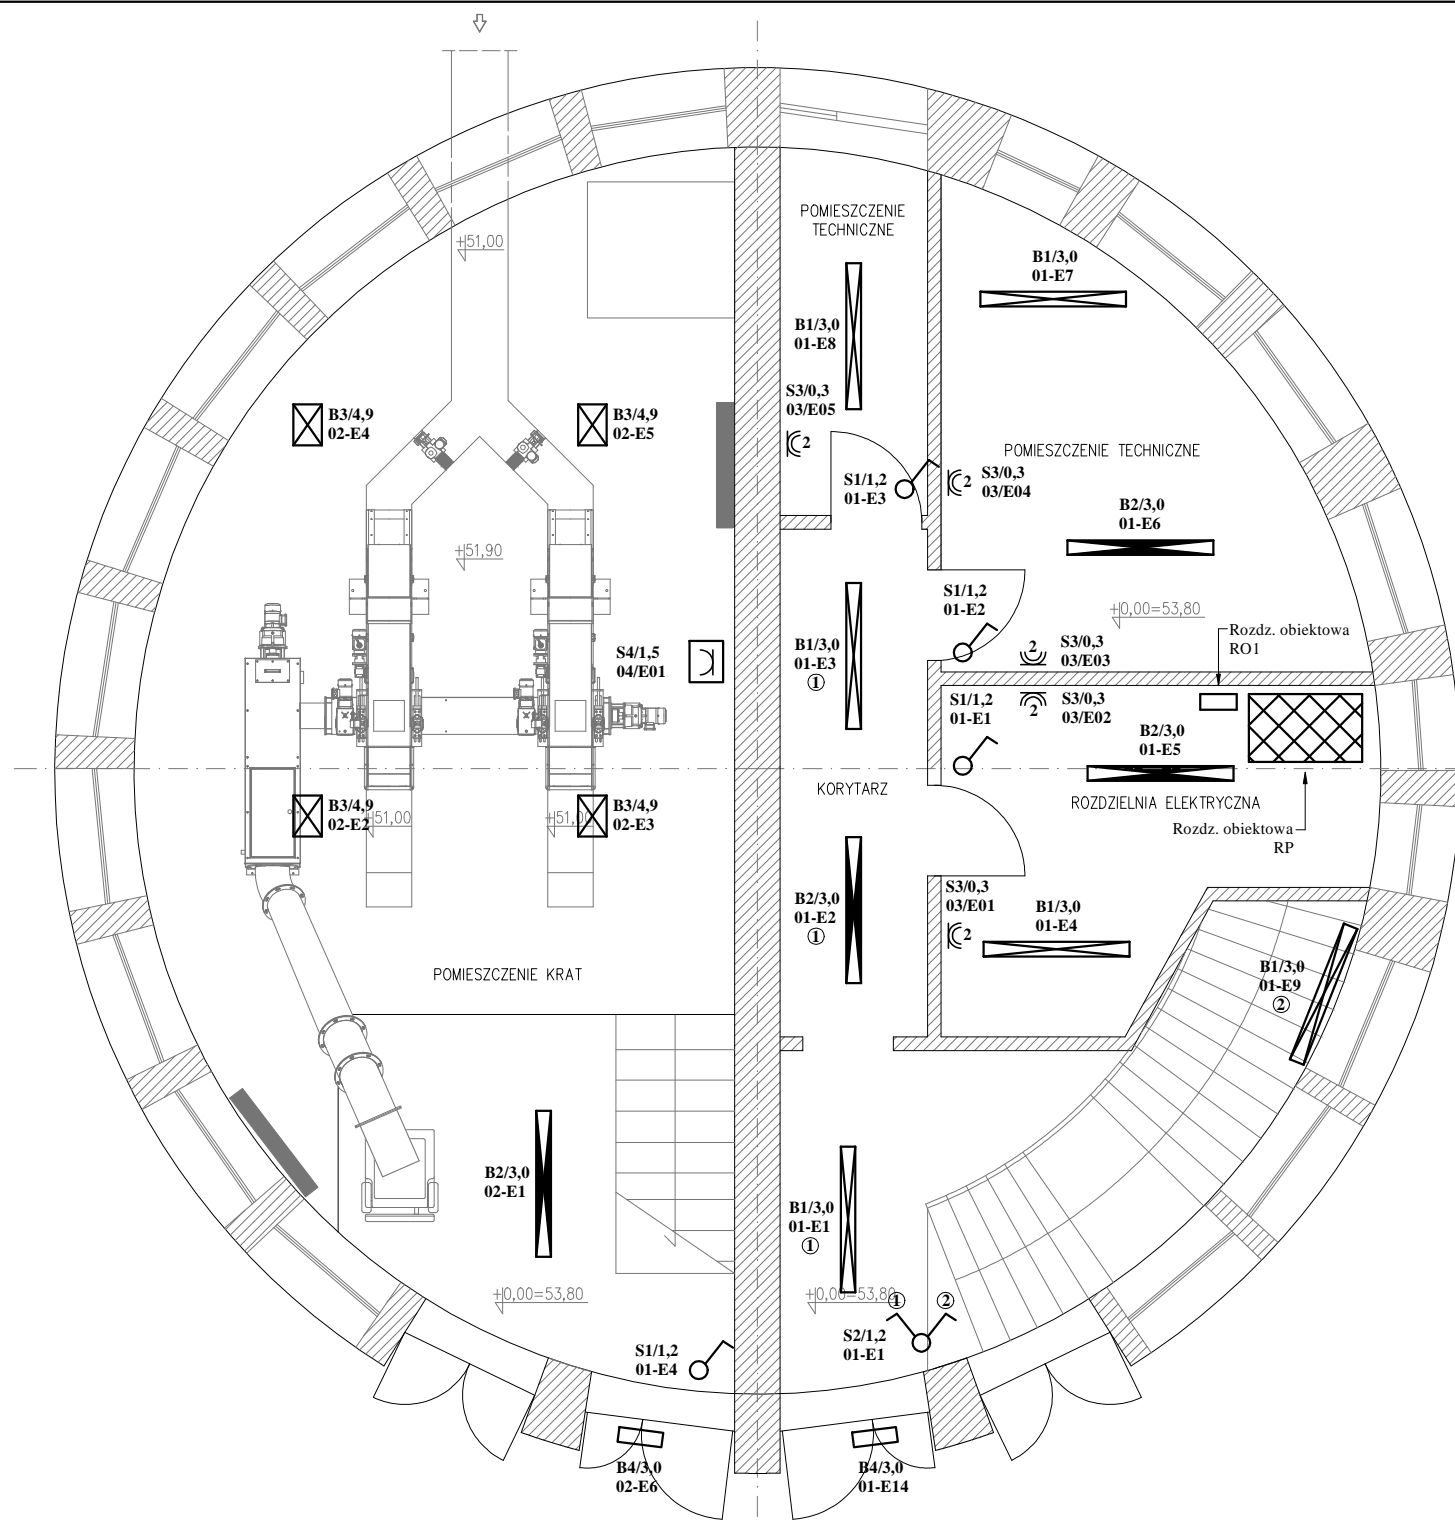 POMIESZCZENIE
TECHNICZNE
+51,00
B1/3,0
01-E7
B1/3,0
01-E8
S3/0,3
03/E05
2
B3/4,9
02-E4
B3/4,9
02-E5
POMIESZCZENIE TECHNICZNE
S1/1,2
01-E3
2
S3/0,3
03/E04
B2/3,0
01-E6
+51,90
S1/1,2
01-E2
+0,00=53,80
Rozdz. obiektowa
RO1
S4/1,5
04/E01
B1/3,0
01-E3
1
2
S3/0,3
03/E03
S1/1,2
01-E1
2
S3/0,3
03/E02
B2/3,0
01-E5
KORYTARZ
ROZDZIELNIA ELEKTRYCZNA
B3/4,9
02-E2
+51,00
B3/4,9
02-E3
+51,00
Rozdz. obiektowa
RP
B2/3,0
01-E2
1
S3/0,3
03/E01
2
B1/3,0
01-E4
POMIESZCZENIE KRAT
B1/3,0
01-E9
2
B2/3,0
02-E1
B1/3,0
01-E1
1
+0,00=53,80
+0,00=53,80
1
2
S1/1,2
01-E4
S2/1,2
01-E1
B4/3,0
02-E6
B4/3,0
01-E14